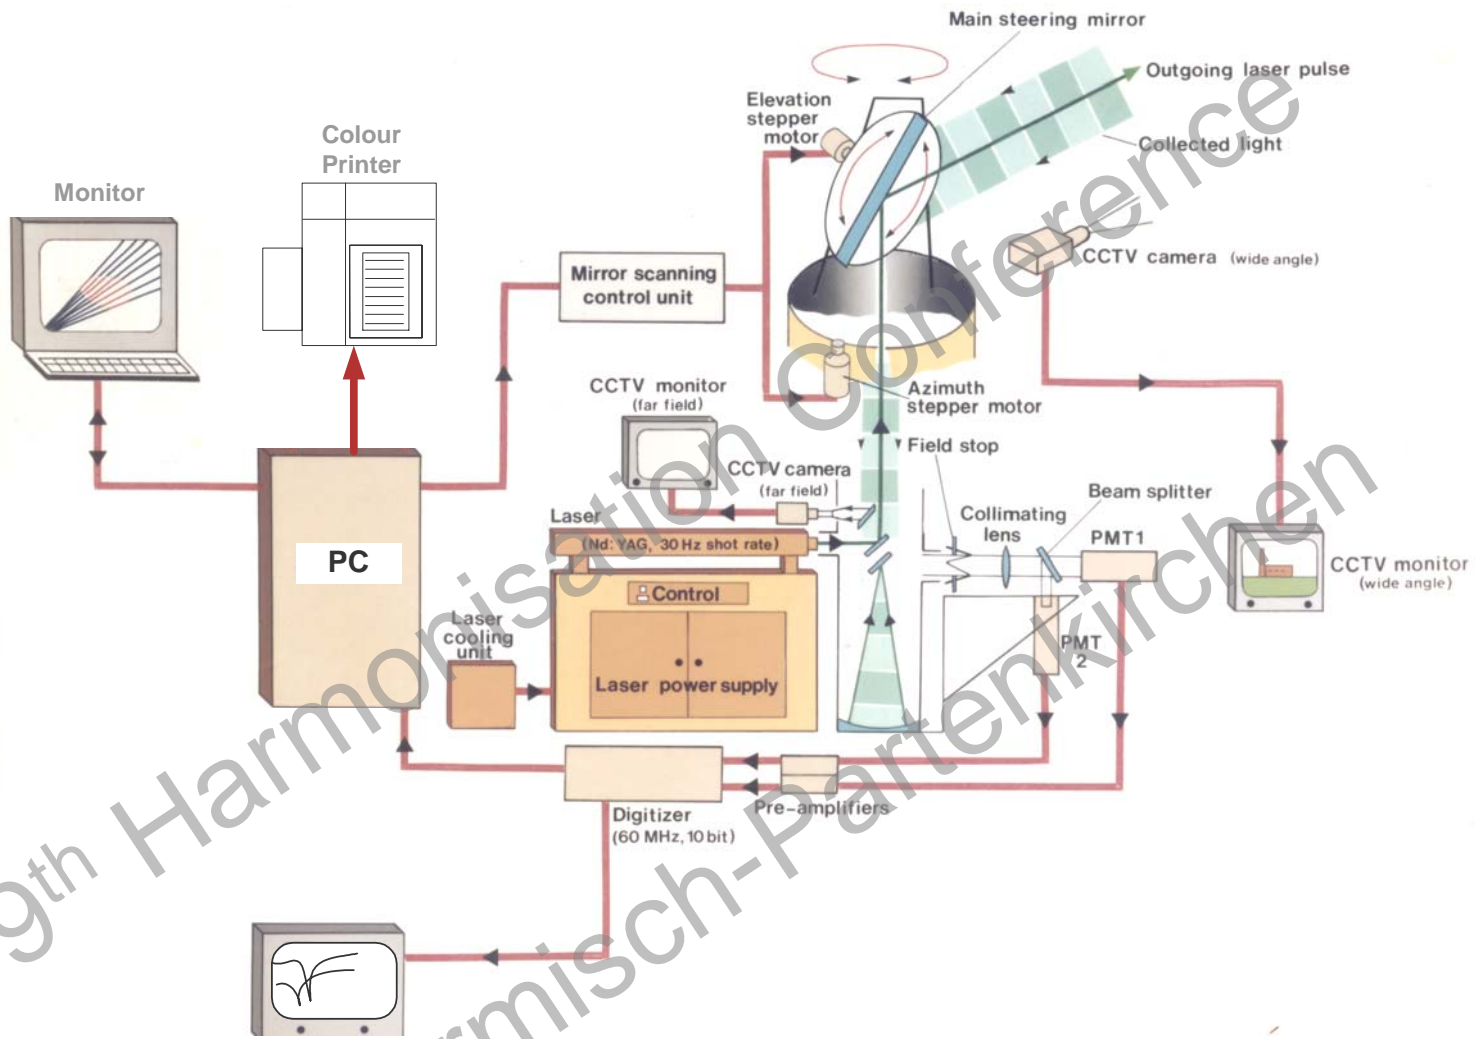 Main steering mirror
Outgoing laser pulse
Elevation
stepper
motor
Collected light
Colour
Printer
Monitor
CCTV camera (wide angle)
Mirror scanning
control unit
CCTV monitor
(far field)
Azimuth
stepper motor
Field stop
CCTV camera
(far field)
Beam splitter
Collimating
lens
PMT1
Laser
(Nd: YAG, 30 Hz shot rate)
PC
CCTV monitor
(wide angle)
Control
Laser
cooling
unit
PMT
2
Laser power supply
Pre-amplifiers
Digitizer
(60 MHz, 10 bit)
9th Harmonisation Conference
Garmisch-Partenkirchen